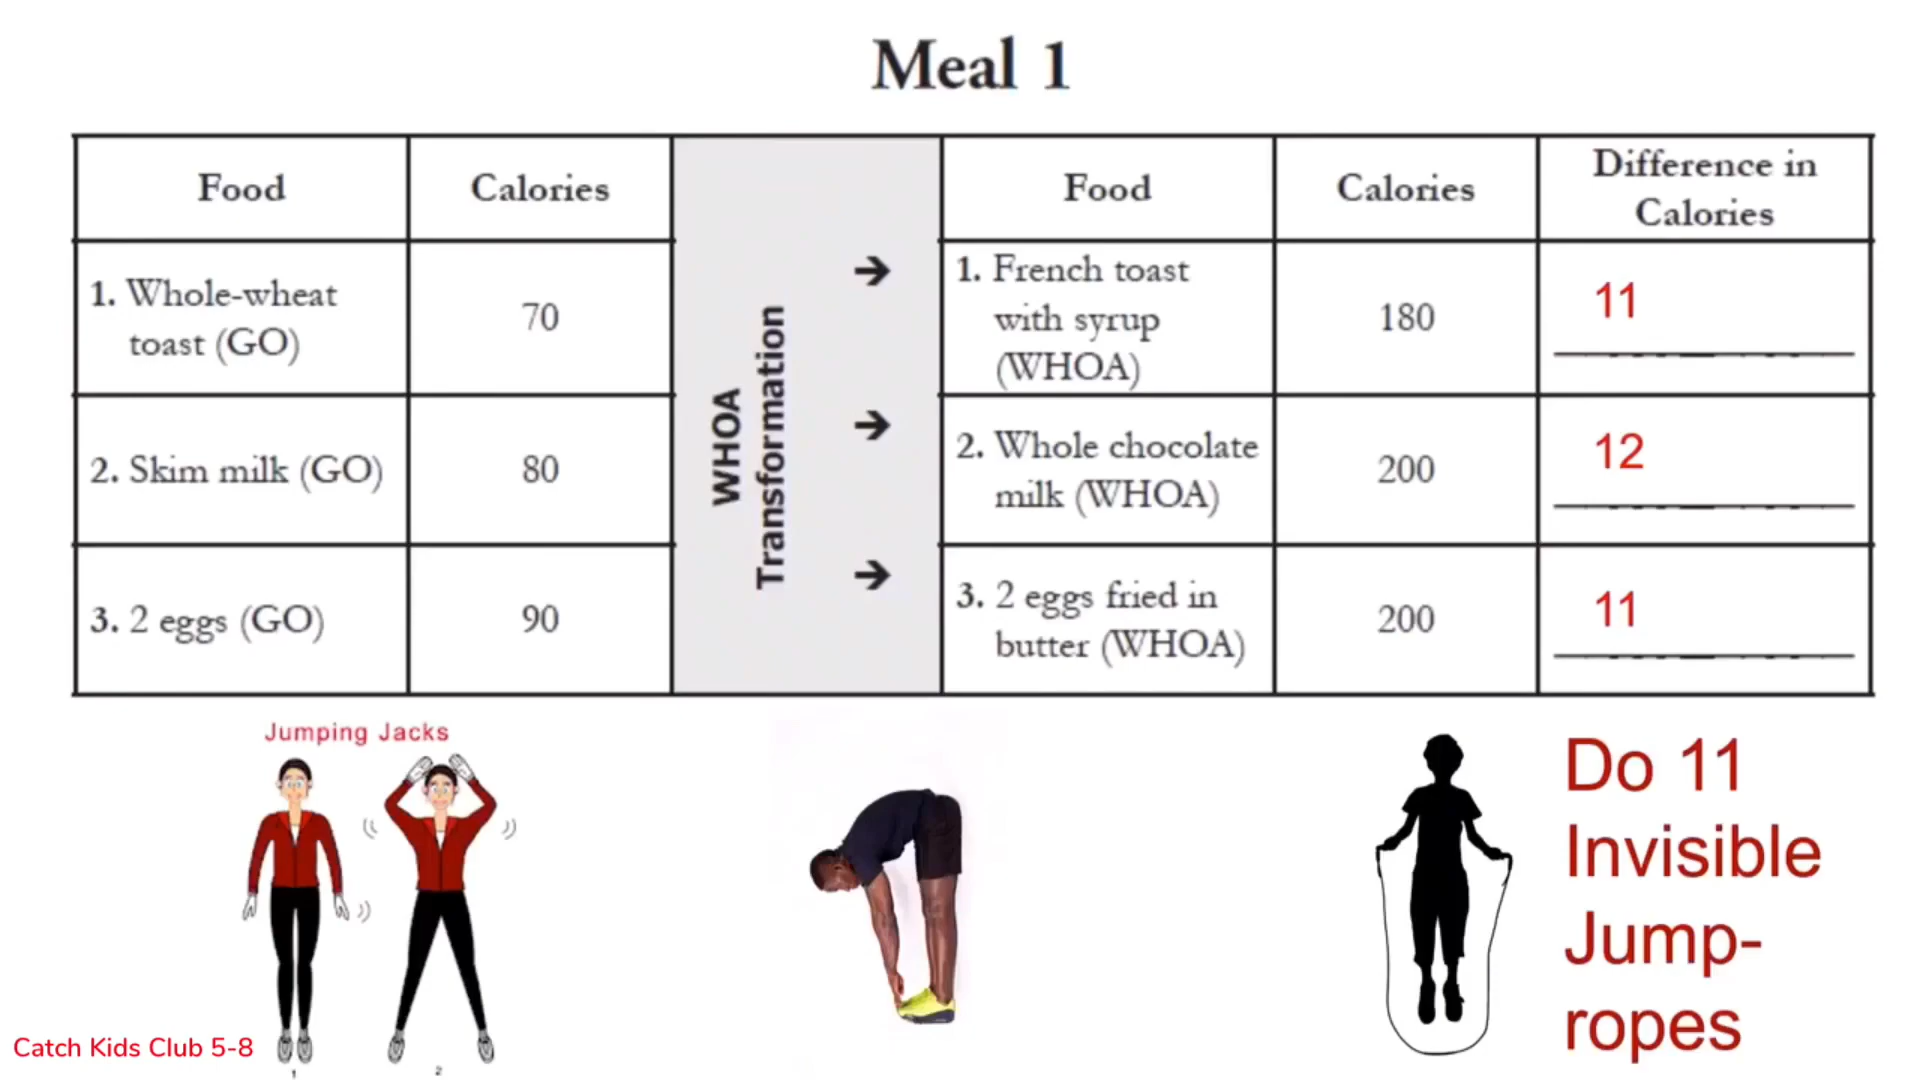 Meal 1
Food
Calories
WHOA
Transformation
Food
Calories
Difference in
Calories
1. Whole-wheat
toast (GO)
70
→
1. French toast
with syrup
(WHOA)
180
11
2. Skim milk (GO)
80
→
2. Whole chocolate
milk (WHOA)
200
12
3. 2 eggs (GO)
90
→
3. 2 eggs fried in
butter (WHOA)
200
11
Jumping Jacks
1
2
Do 11
Invisible
Jump-
ropes
Catch Kids Club 5-8